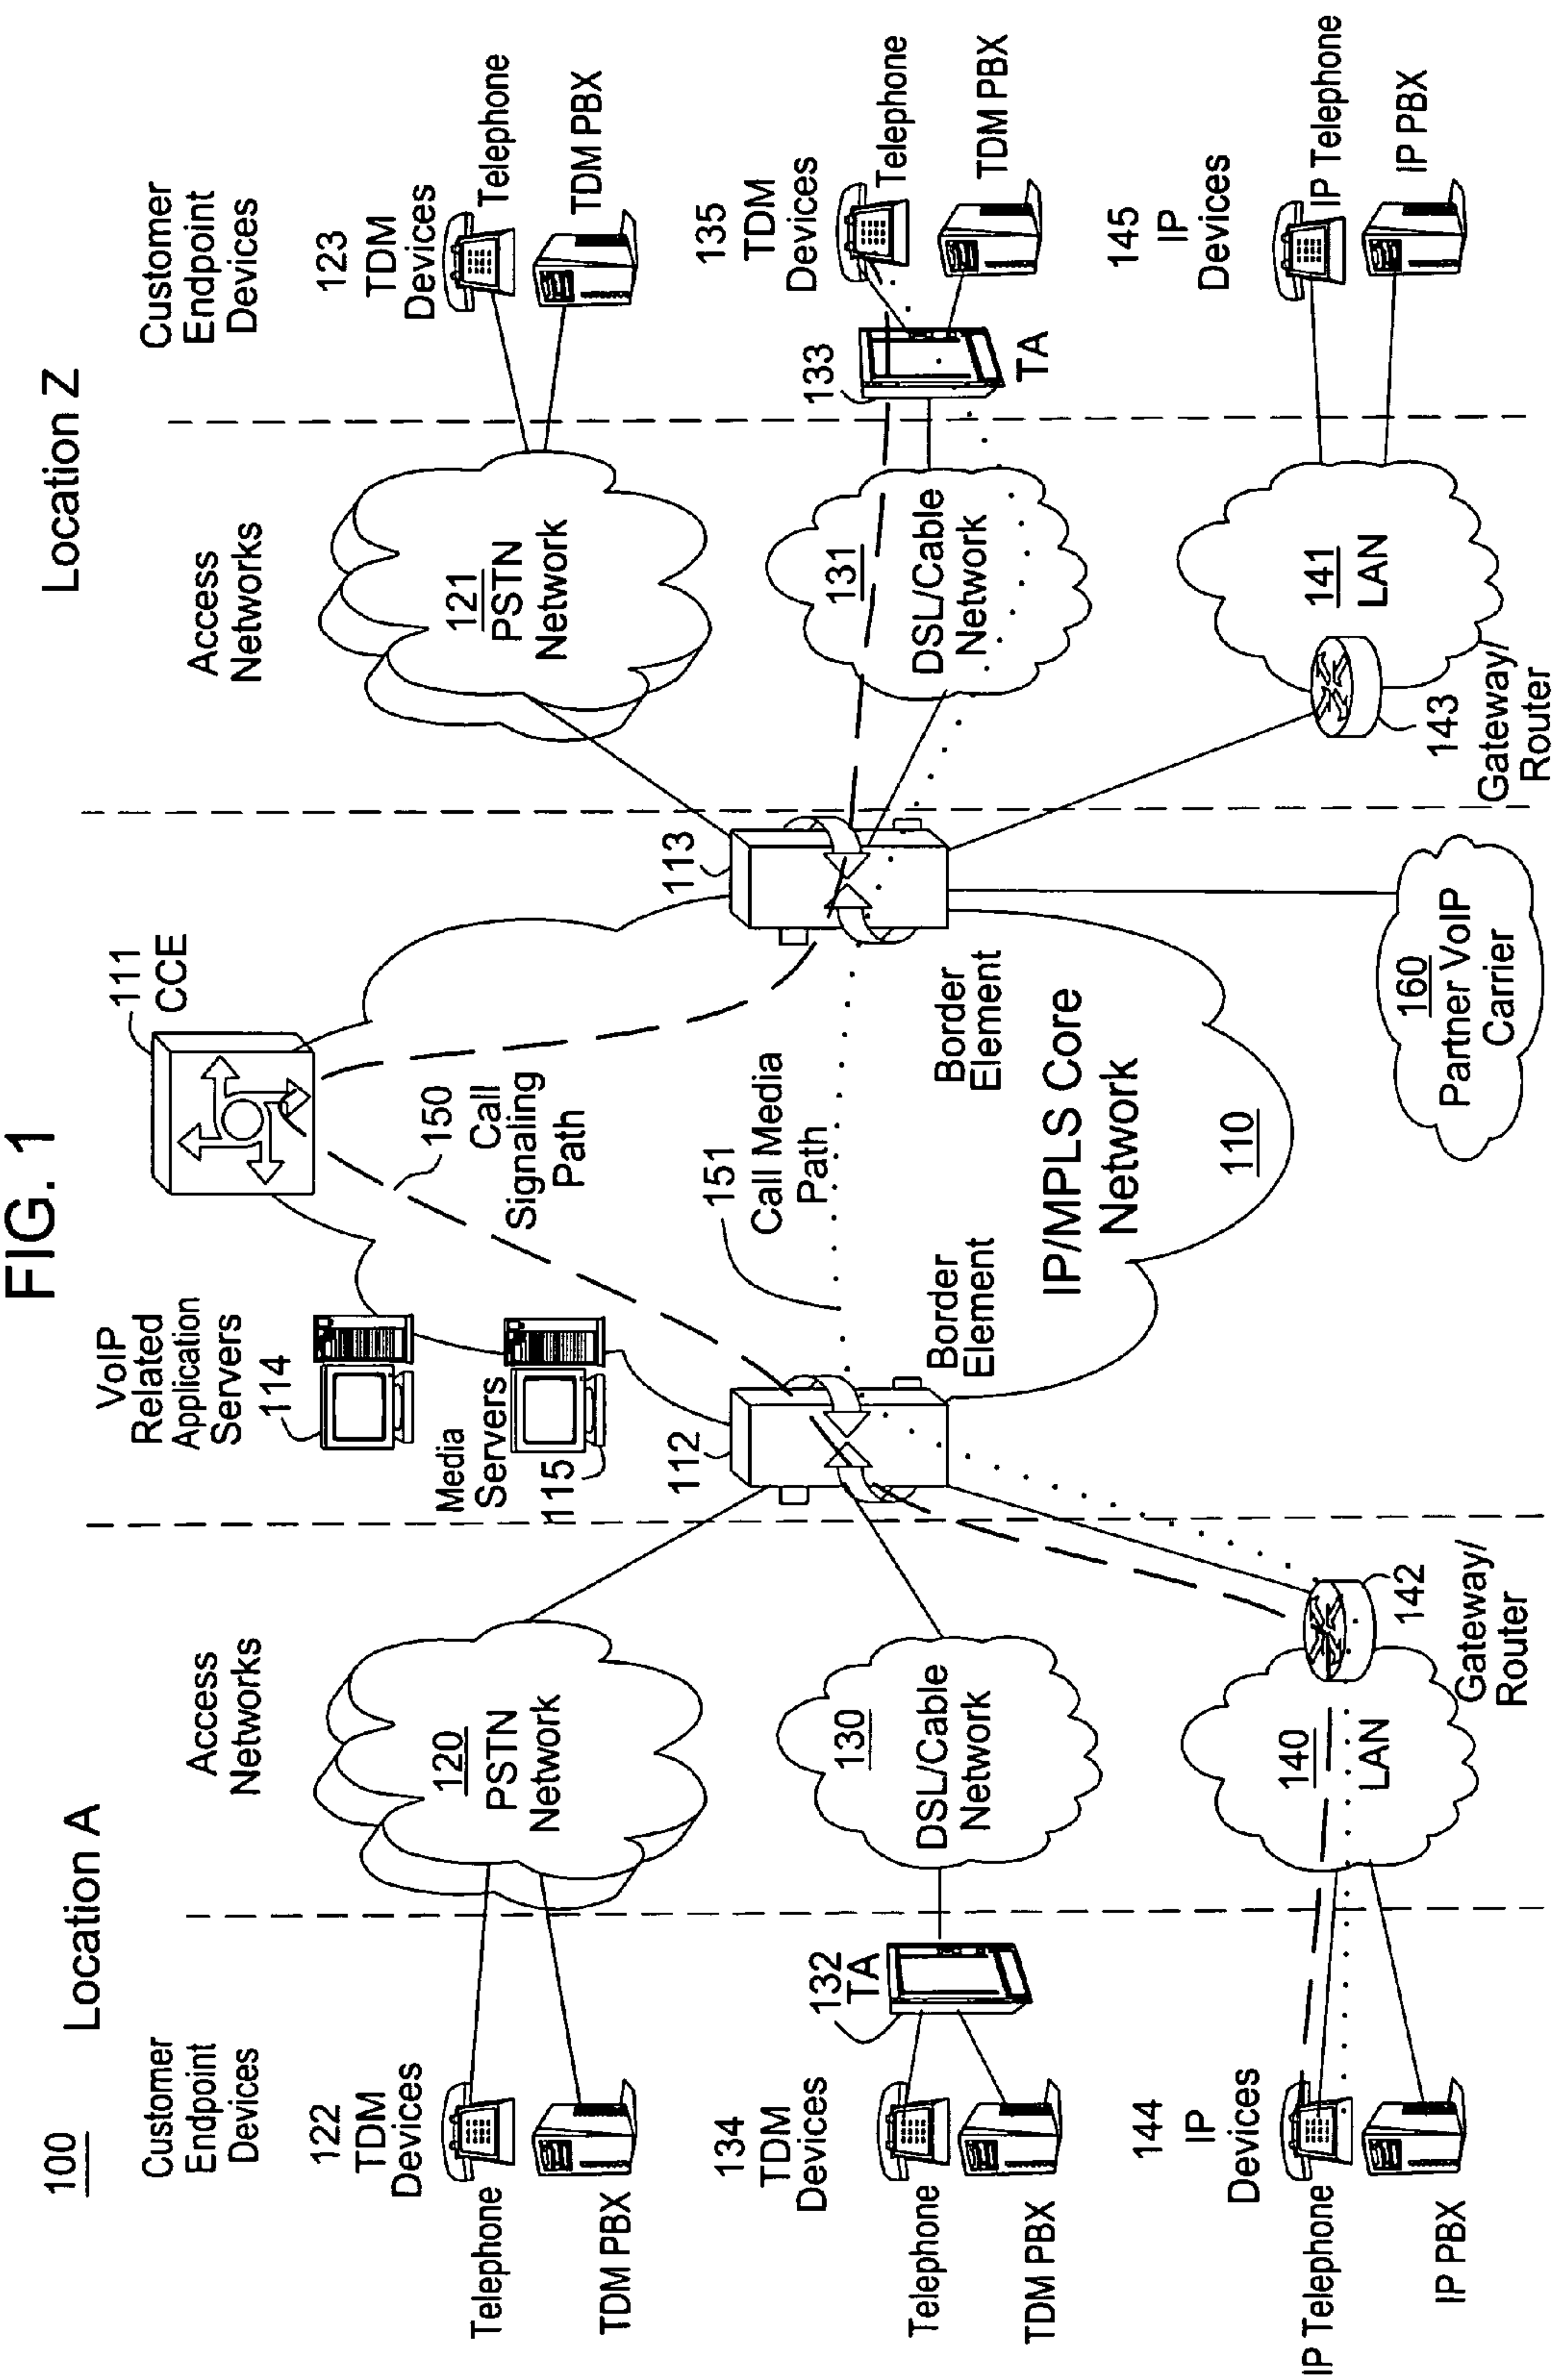 FIG. 1
100
Location A
Location Z
Customer
Endpoint
Devices
Access
Networks
VoIP
Related
Application
Servers
114
111
CCE
Access
Networks
Customer
Endpoint
Devices
122
TDM
Devices
Telephone
TDM PBX
120
PSTN
Network
Media
Servers
115
112
150
Call
Signaling
Path
113
121
PSTN
Network
123
TDM
Devices
Telephone
TDM PBX
134
TDM
Devices
Telephone
TDM PBX
132
TA
130
DSL/Cable
Network
151
Call Media
Path
Border
Element
Border
Element
IP/MPLS Core
Network
110
131
DSL/Cable
Network
133
TA
135
TDM
Devices
Telephone
TDM PBX
144
IP
Devices
IP Telephone
IP PBX
140
LAN
142
Gateway/
Router
160
Partner VoIP
Carrier
141
LAN
143
Gateway/
Router
145
IP
Devices
IP Telephone
IP PBX